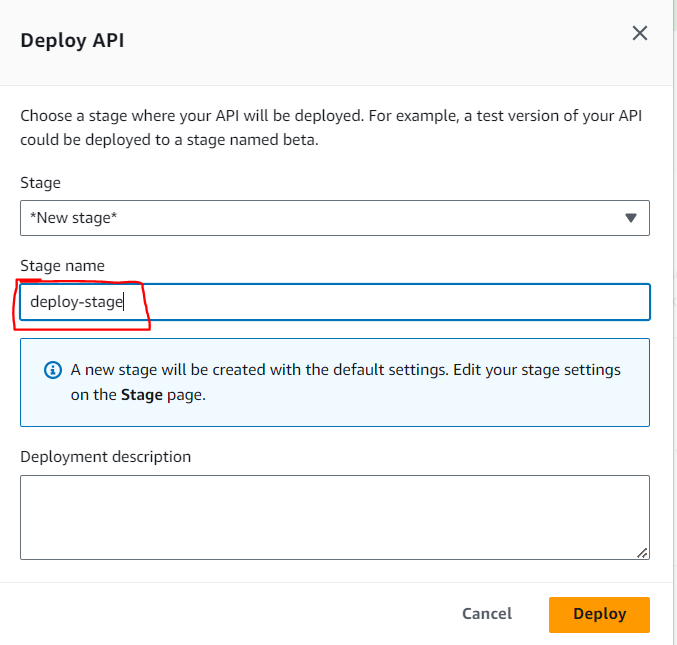 Deploy API
Choose a stage where your API will be deployed. For example, a test version of your API
could be deployed to a stage named beta.
Stage
*New stage*
Stage name
deploy-stage
A new stage will be created with the default settings. Edit your stage settings
on the Stage page.
Deployment description
Cancel
Deploy